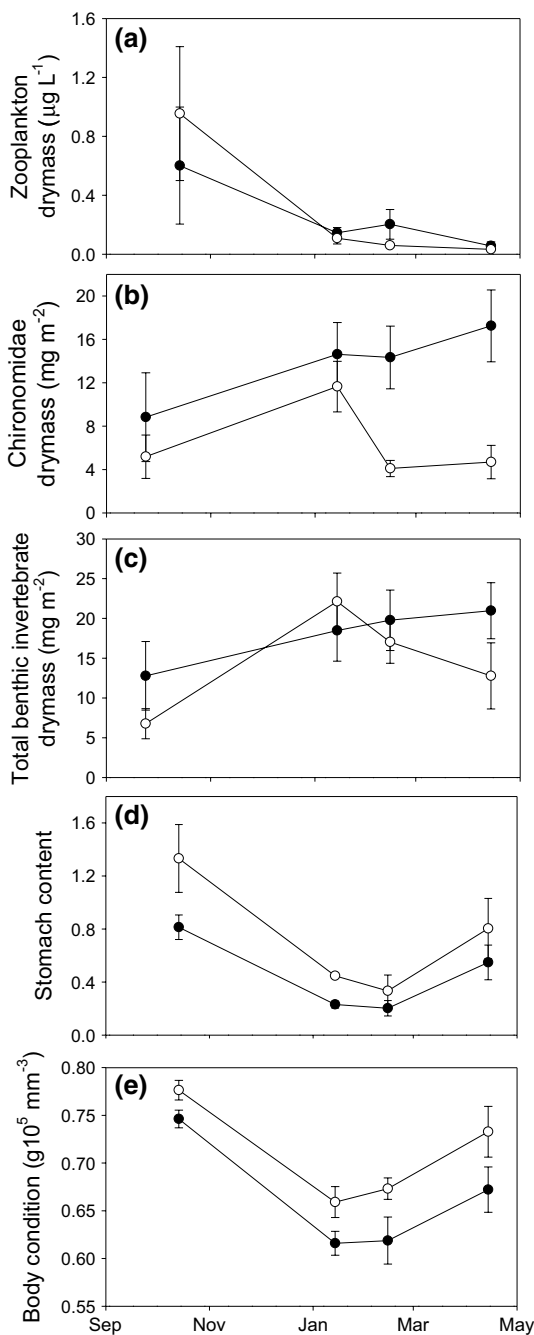 (a)
Zooplankton
drymass (µg L⁻¹)
1.6
1.2
0.8
0.4
0.0
(b)
Chironomidae
drymass (mg m⁻²)
20
16
12
8
4
0
(c)
Total benthic invertebrate
drymass (mg m⁻²)
30
25
20
15
10
5
0
(d)
Stomach content
1.6
1.2
0.8
0.4
0.0
(e)
Body condition (g10⁵ mm⁻³)
0.80
0.75
0.70
0.65
0.60
0.55
Sep Nov Jan Mar May